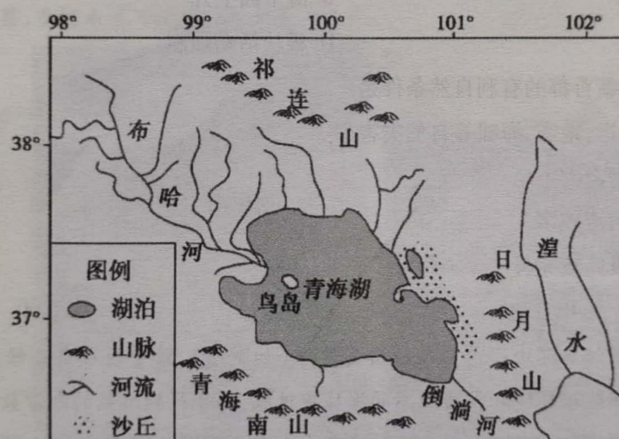 98° 99° 100° 101° 102°
38°
37°
祁连山
布哈河
日月山
湟水
鸟岛
青海湖
倒淌河
青海南山
图例
湖泊
山脉
河流
沙丘